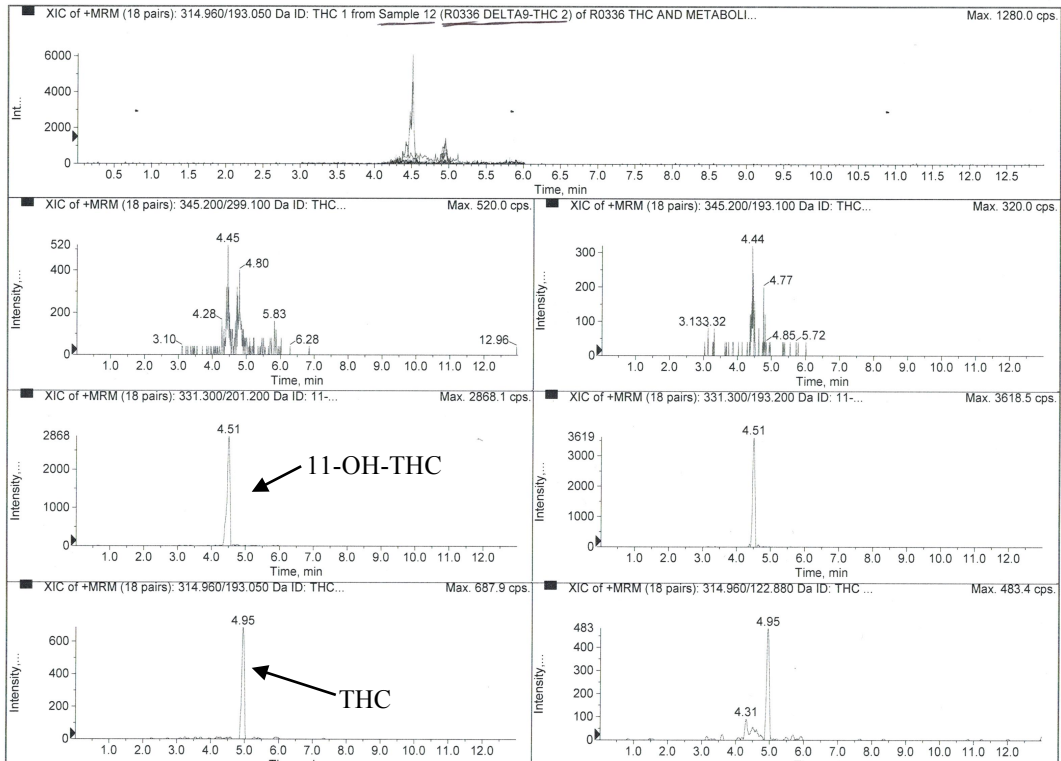 XIC of +MRM (18 pairs): 314.960/193.050 Da ID: THC 1 from Sample 12 (R0336 DELTA9-THC 2) of R0336 THC AND METABOLI... Max. 1280.0 cps.
Int...
6000
4000
2000
0
0.5 1.0 1.5 2.0 2.5 3.0 3.5 4.0 4.5 5.0 5.5 6.0 6.5 7.0 7.5 8.0 8.5 9.0 9.5 10.0 10.5 11.0 11.5 12.0 12.5
Time, min
XIC of +MRM (18 pairs): 345.200/299.100 Da ID: THC... Max. 520.0 cps.
Intensity,...
520
400
200
0
4.45
4.80
4.28
5.83
3.10
6.28
12.96
1.0 2.0 3.0 4.0 5.0 6.0 7.0 8.0 9.0 10.0 11.0 12.0
Time, min
XIC of +MRM (18 pairs): 345.200/193.100 Da ID: THC... Max. 320.0 cps.
Intensity,...
300
200
100
0
4.44
4.77
3.13 3.32
4.85 5.72
1.0 2.0 3.0 4.0 5.0 6.0 7.0 8.0 9.0 10.0 11.0 12.0
Time, min
XIC of +MRM (18 pairs): 331.300/201.200 Da ID: 11-... Max. 2868.1 cps.
Intensity,...
2868
2000
1000
0
4.51
11-OH-THC
1.0 2.0 3.0 4.0 5.0 6.0 7.0 8.0 9.0 10.0 11.0 12.0
Time, min
XIC of +MRM (18 pairs): 331.300/193.200 Da ID: 11-... Max. 3618.5 cps.
Intensity,...
3619
3000
2000
1000
0
4.51
1.0 2.0 3.0 4.0 5.0 6.0 7.0 8.0 9.0 10.0 11.0 12.0
Time, min
XIC of +MRM (18 pairs): 314.960/193.050 Da ID: THC... Max. 687.9 cps.
Intensity,...
600
400
200
0
4.95
THC
1.0 2.0 3.0 4.0 5.0 6.0 7.0 8.0 9.0 10.0 11.0 12.0
XIC of +MRM (18 pairs): 314.960/122.880 Da ID: THC ... Max. 483.4 cps.
Intensity,...
483
400
300
200
100
0
4.95
4.31
1.0 2.0 3.0 4.0 5.0 6.0 7.0 8.0 9.0 10.0 11.0 12.0